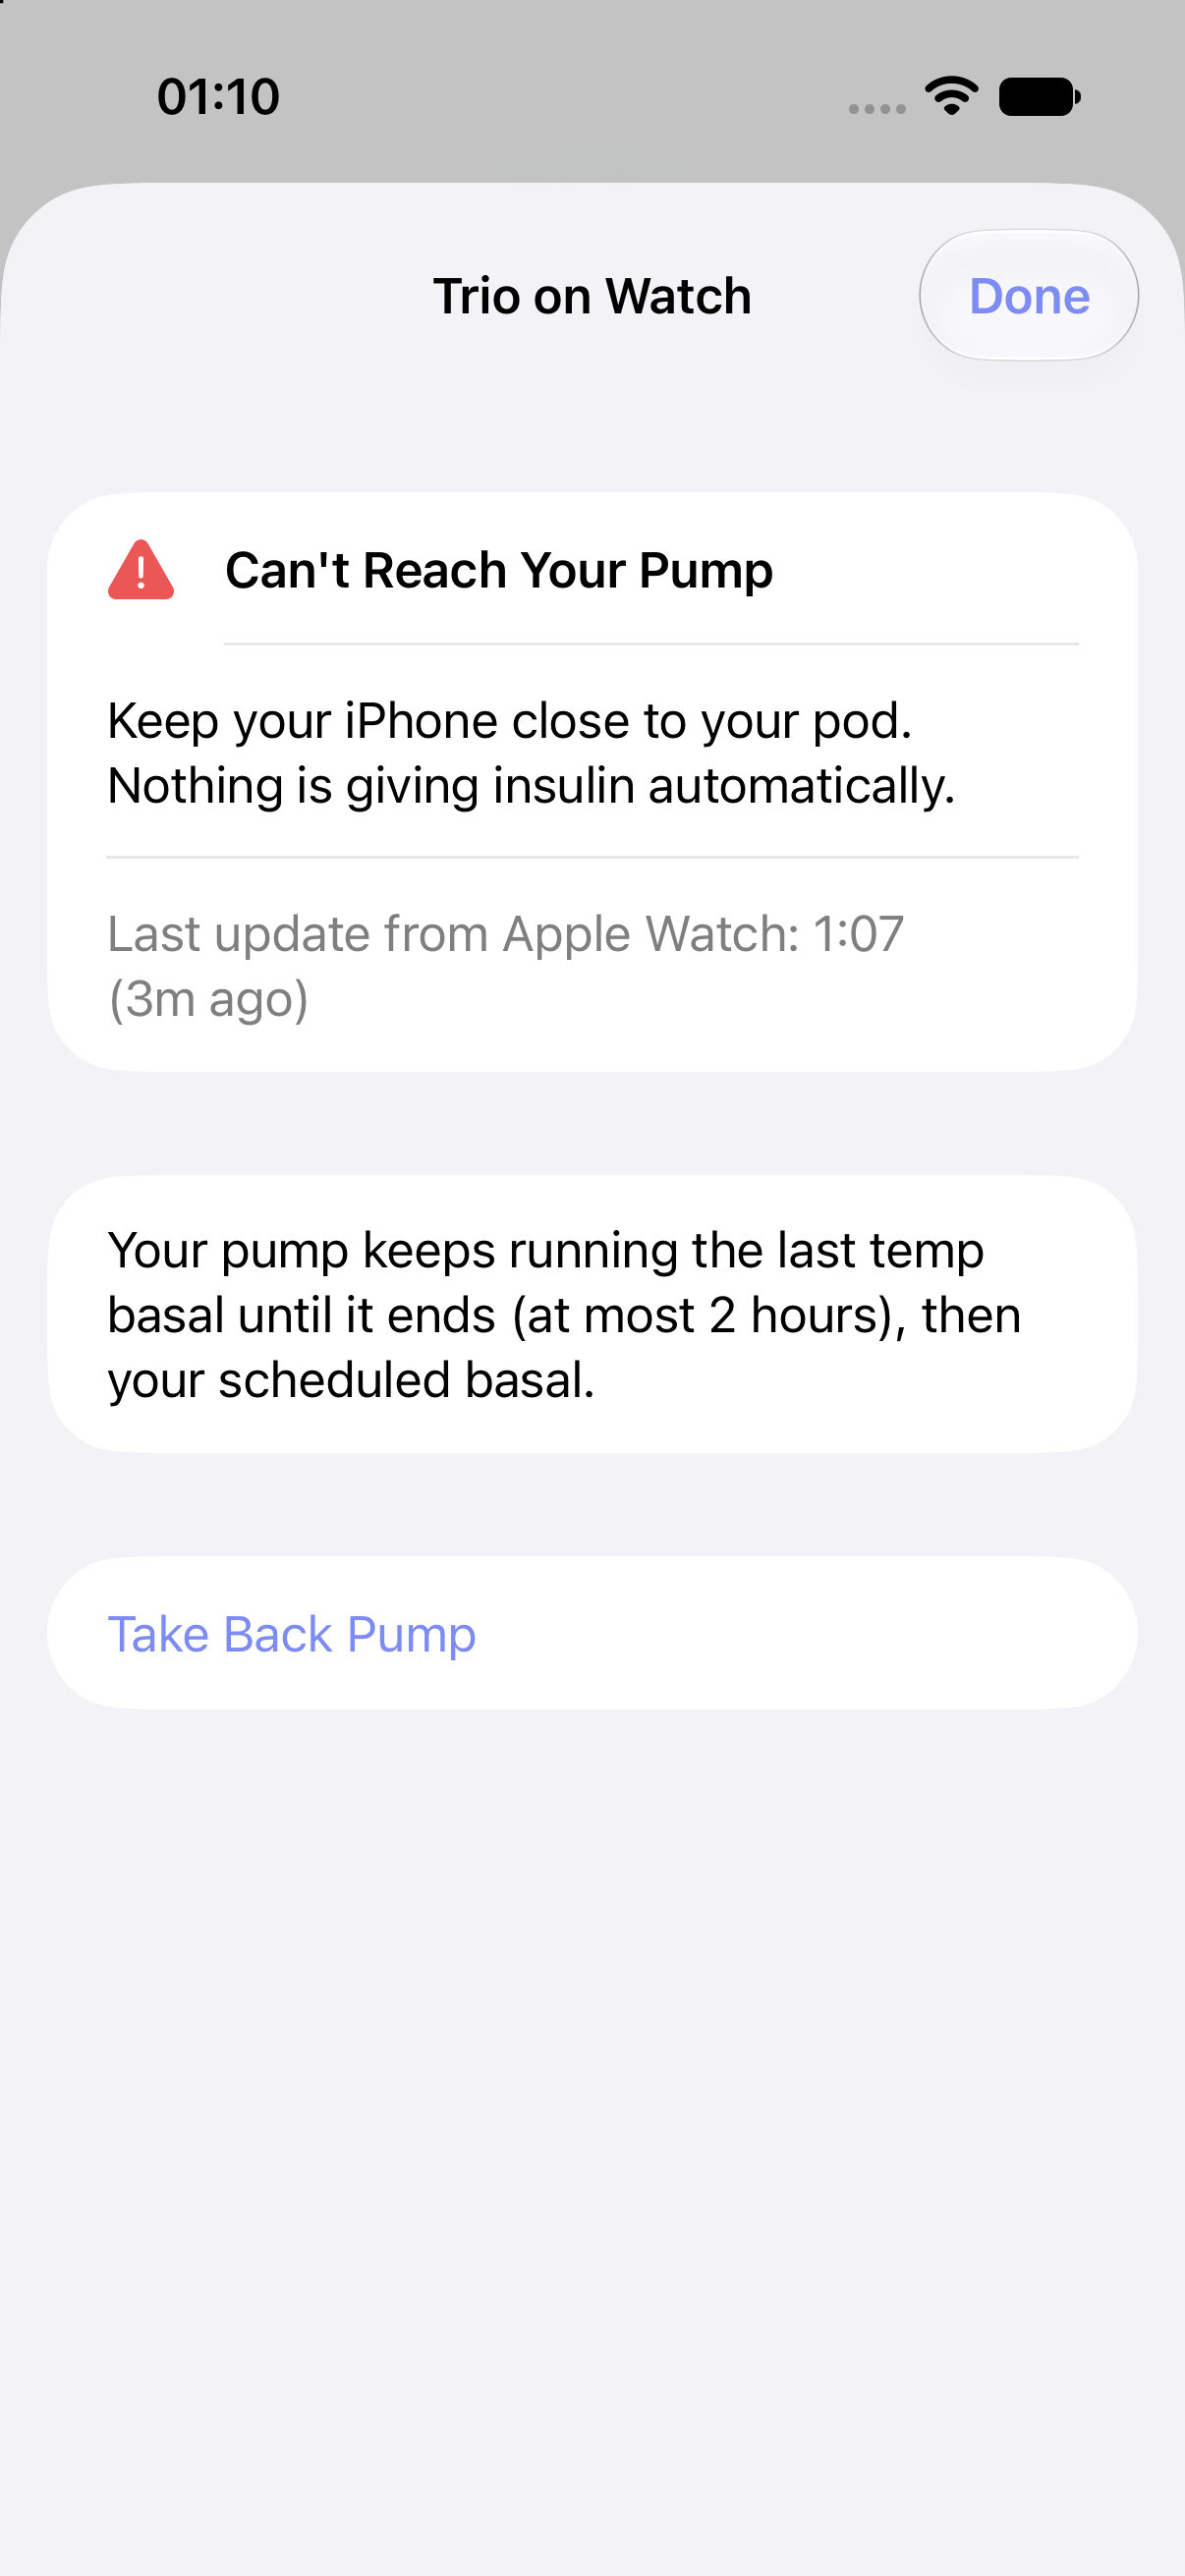 01:10
Trio on Watch
Done
Can't Reach Your Pump
Keep your iPhone close to your pod.
Nothing is giving insulin automatically.
Last update from Apple Watch: 1:07
(3m ago)
Your pump keeps running the last temp
basal until it ends (at most 2 hours), then
your scheduled basal.
Take Back Pump